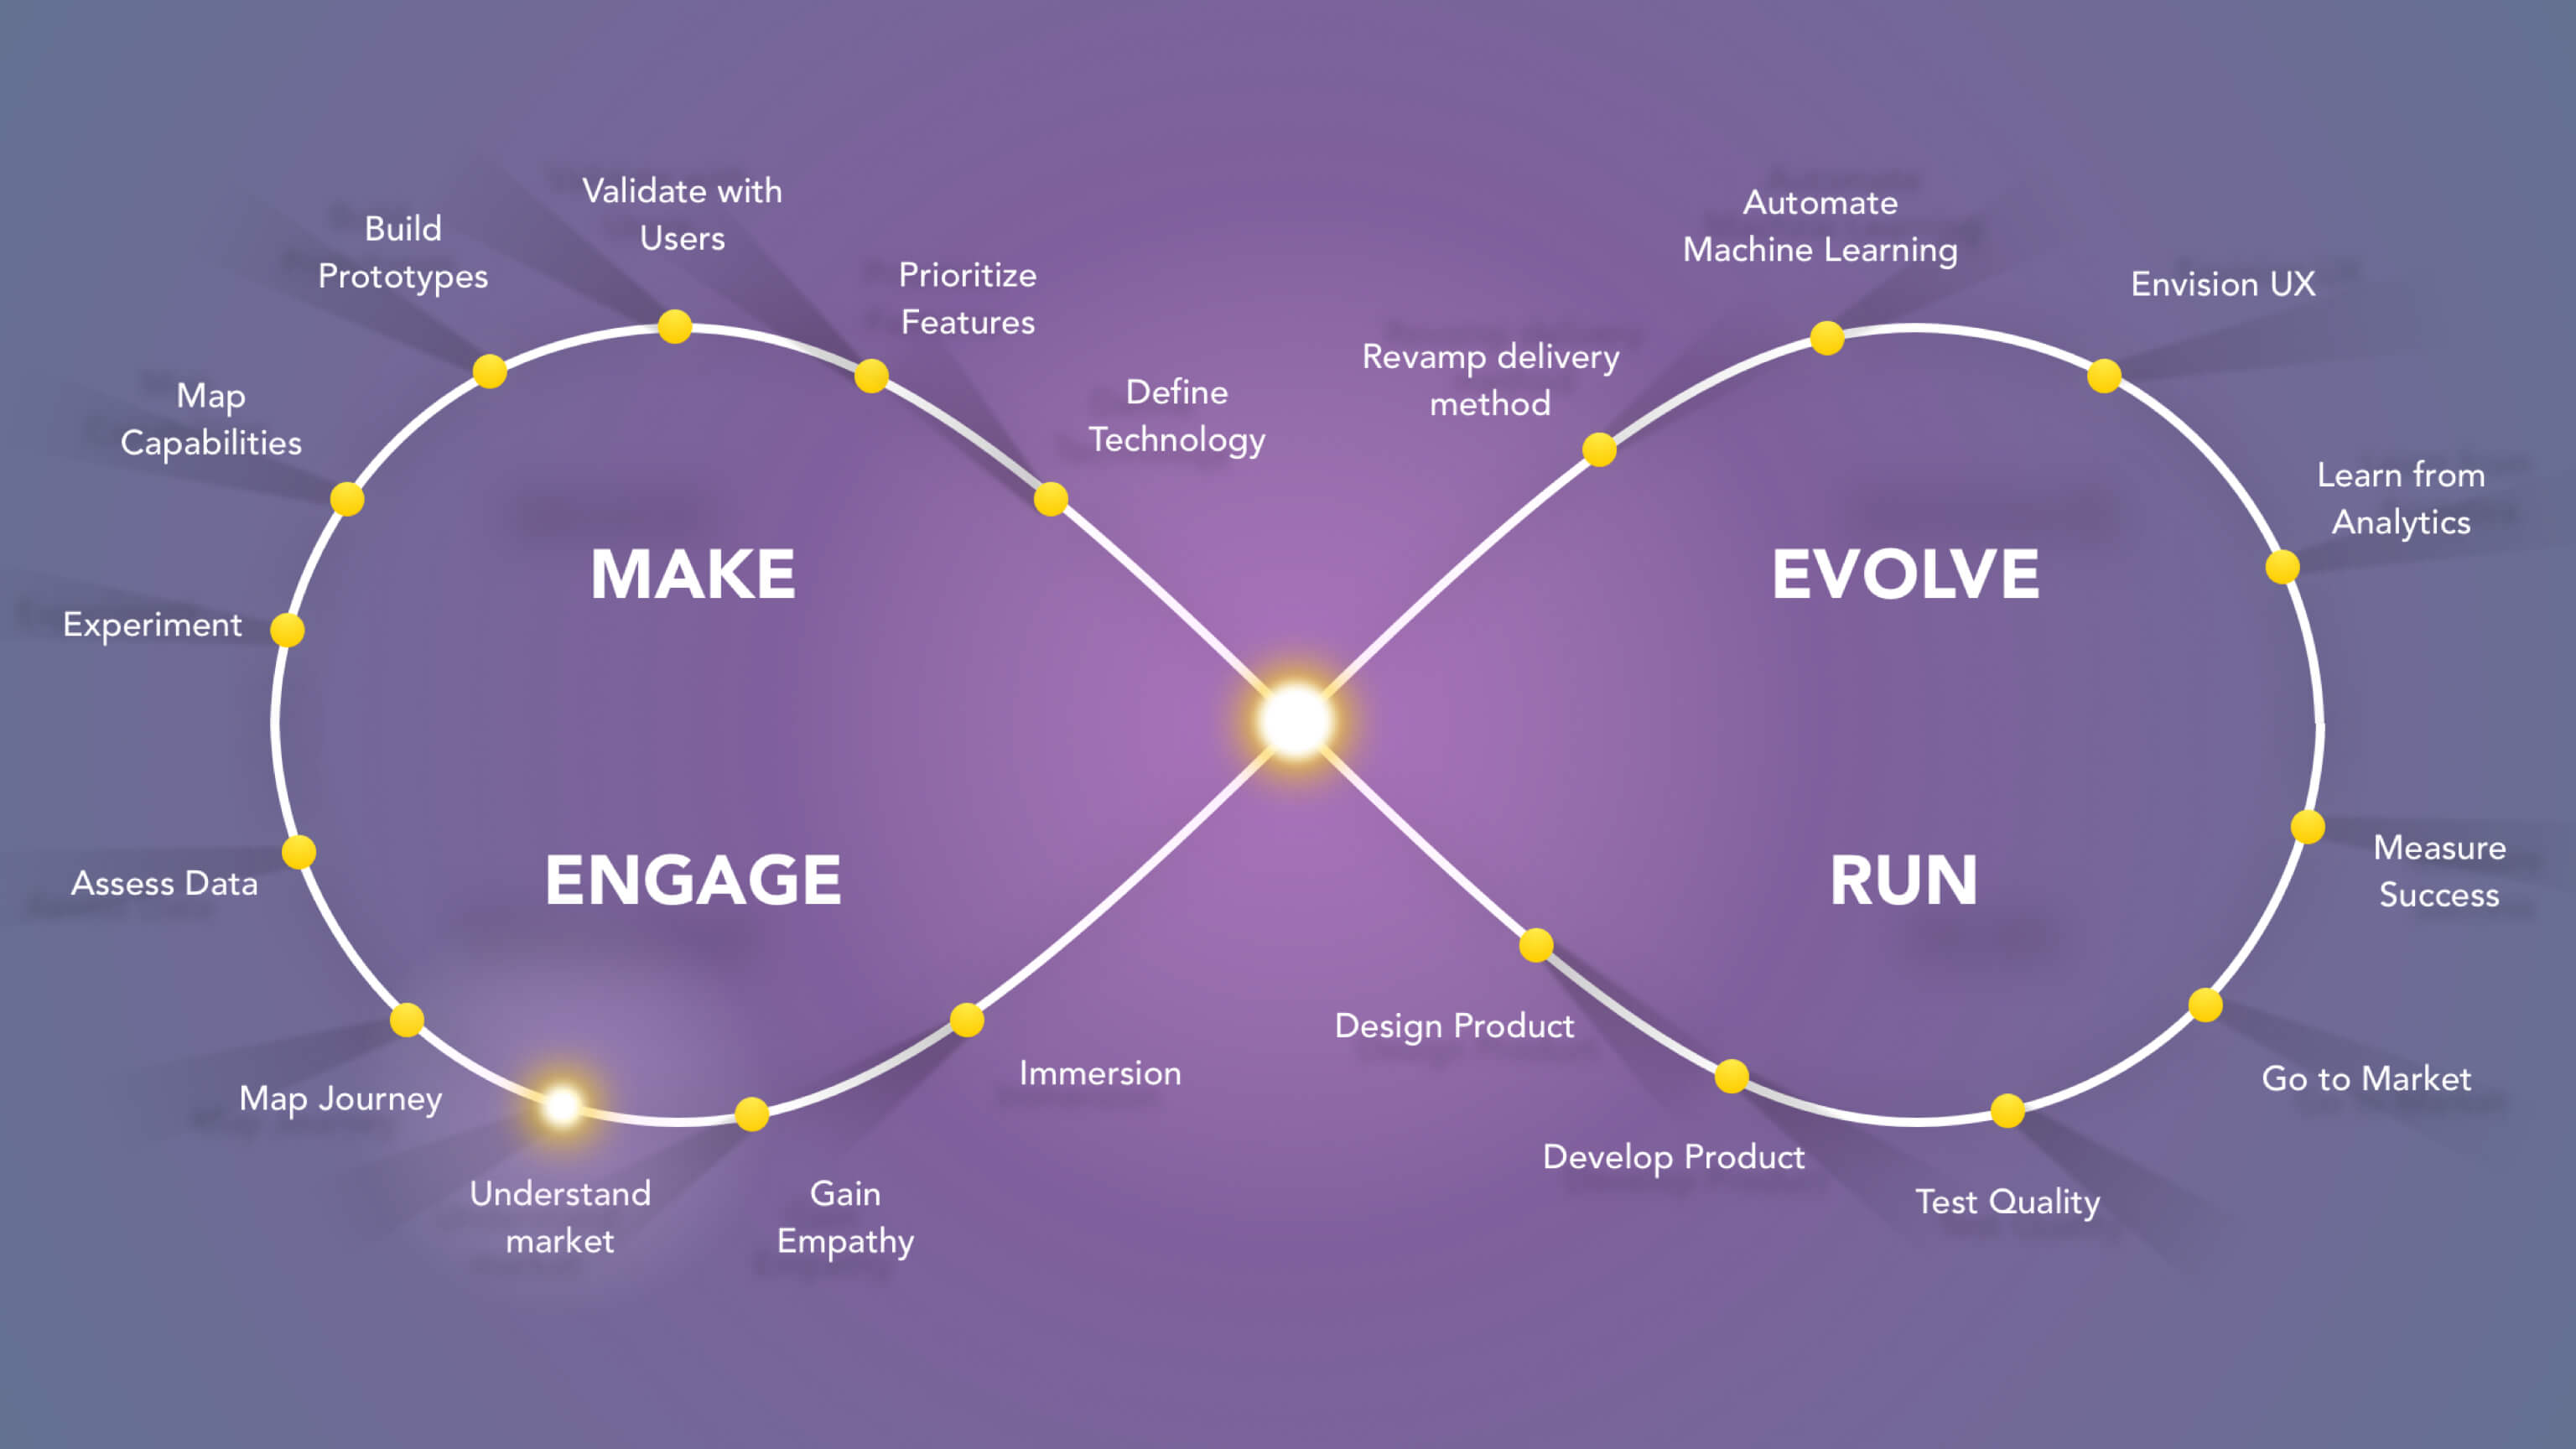 Validate with
Users
Build
Prototypes
Prioritize
Features
Map
Capabilities
Define
Technology
Experiment
MAKE
ENGAGE
Assess Data
Map Journey
Understand
market
Gain
Empathy
Immersion
Automate
Machine Learning
Envision UX
Revamp delivery
method
Learn from
Analytics
EVOLVE
RUN
Measure
Success
Design Product
Go to Market
Develop Product
Test Quality